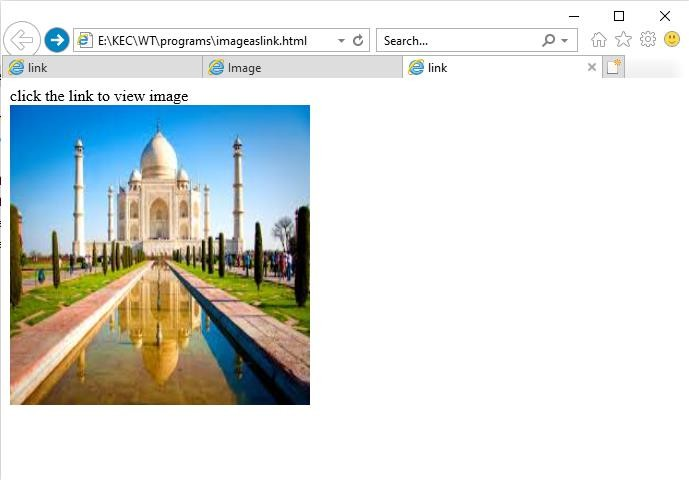 E:\KEC\WT\programs\imageaslink.html Search...
link Image link
click the link to view image